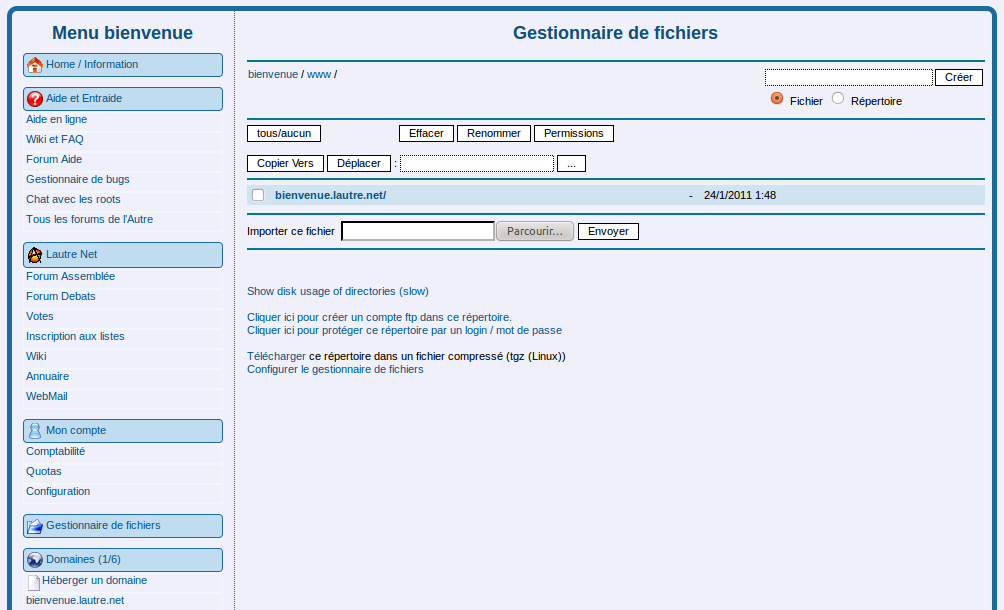 Menu bienvenue
Home / Information
Aide et Entraide
Aide en ligne
Wiki et FAQ
Forum Aide
Gestionnaire de bugs
Chat avec les roots
Tous les forums de l'Autre
Lautre Net
Forum Assemblée
Forum Debats
Votes
Inscription aux listes
Wiki
Annuaire
WebMail
Mon compte
Comptabilité
Quotas
Configuration
Gestionnaire de fichiers
Domaines (1/6)
Héberger un domaine
bienvenue.lautre.net
Gestionnaire de fichiers
bienvenue / www /
Créer
Fichier Répertoire
tous/aucun Effacer Renommer Permissions
Copier Vers Déplacer : ...
bienvenue.lautre.net/ - 24/1/2011 1:48
Importer ce fichier Parcourir... Envoyer
Show disk usage of directories (slow)
Cliquer ici pour créer un compte ftp dans ce répertoire.
Cliquer ici pour protéger ce répertoire par un login / mot de passe
Télécharger ce répertoire dans un fichier compressé (tgz (Linux))
Configurer le gestionnaire de fichiers